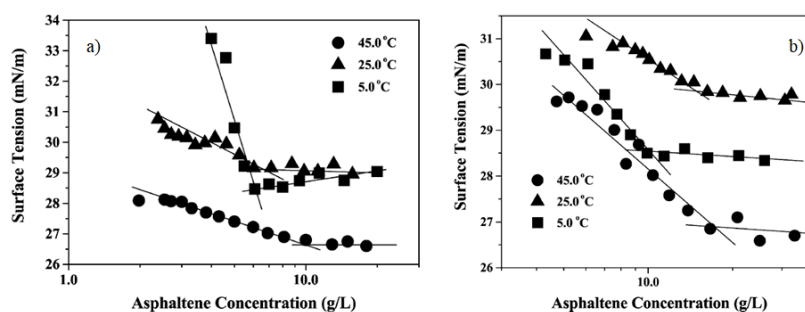 a)
Surface Tension (mN/m)
34
33
32
31
30
29
28
27
26
45.0°C
25.0°C
5.0°C
1.0
10.0
Asphaltene Concentration (g/L)
b)
Surface Tension (mN/m)
31
30
29
28
27
26
45.0°C
25.0°C
5.0°C
10.0
Asphaltene Concentration (g/L)